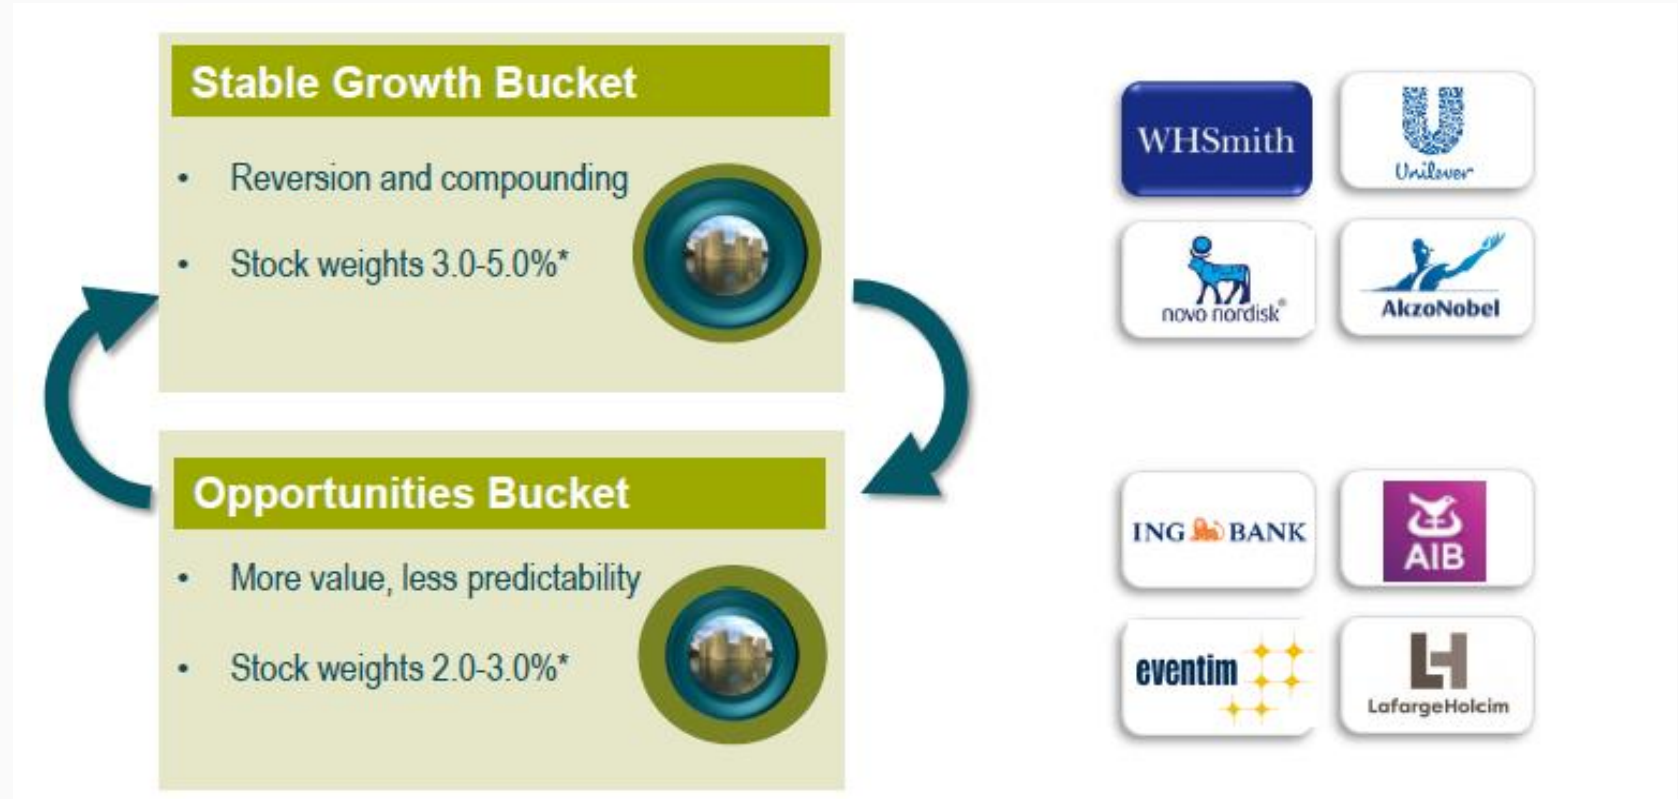 Stable Growth Bucket
• Reversion and compounding
• Stock weights 3.0-5.0%*
WHSmith
Unilever
novo nordisk®
AkzoNobel
Opportunities Bucket
• More value, less predictability
• Stock weights 2.0-3.0%*
ING BANK
AIB
eventim
LafargeHolcim